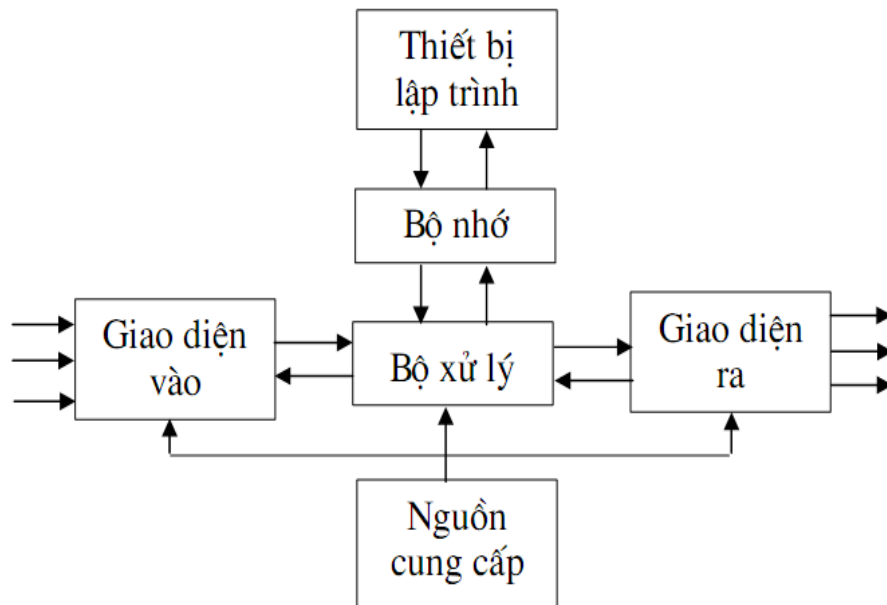 Thiết bị
lập trình
Bộ nhớ
Giao diện
vào
Bộ xử lý
Giao diện
ra
Nguồn
cung cấp